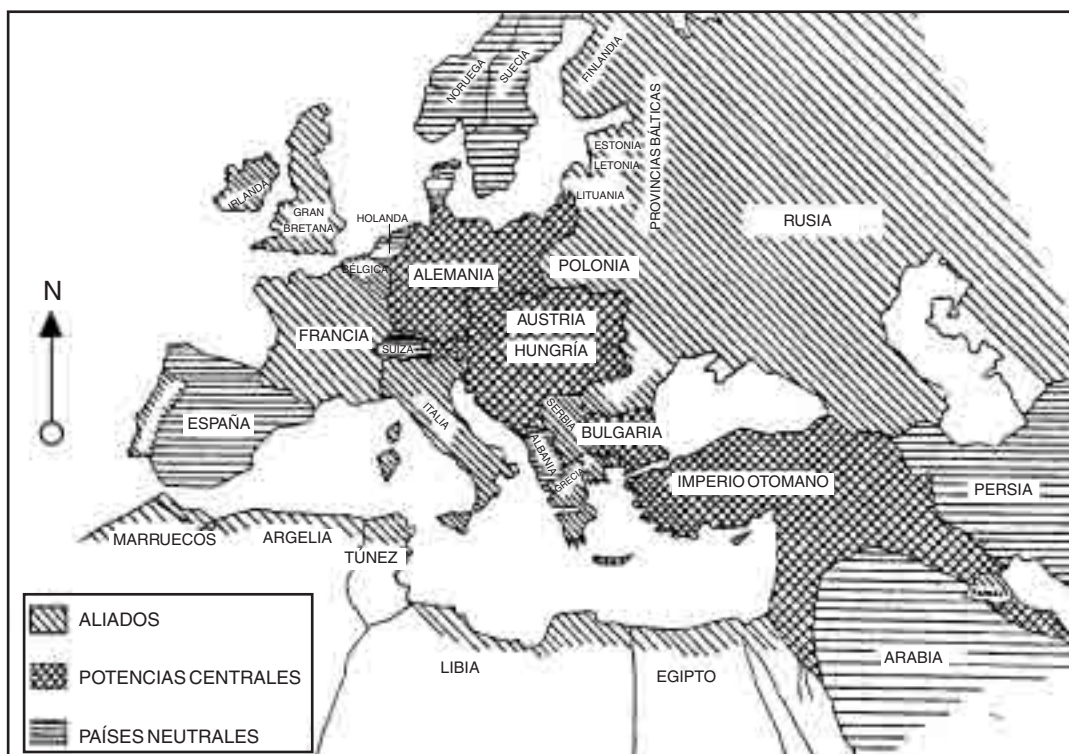 NORUEGA
SUECIA
FINLANDIA
PROVINCIAS BÁLTICAS
ESTONIA
LETONIA
LITUANIA
IRLANDA
GRAN
BRETANA
HOLANDA
BÉLGICA
ALEMANIA
POLONIA
RUSIA
N
FRANCIA
SUIZA
AUSTRIA
HUNGRÍA
ESPAÑA
ITALIA
SERBIA
BULGARIA
ALBANIA
GRECIA
IMPERIO OTOMANO
PERSIA
MARRUECOS
ARGELIA
TÚNEZ
LIBIA
EGIPTO
ARABIA
ALIADOS
POTENCIAS CENTRALES
PAÍSES NEUTRALES